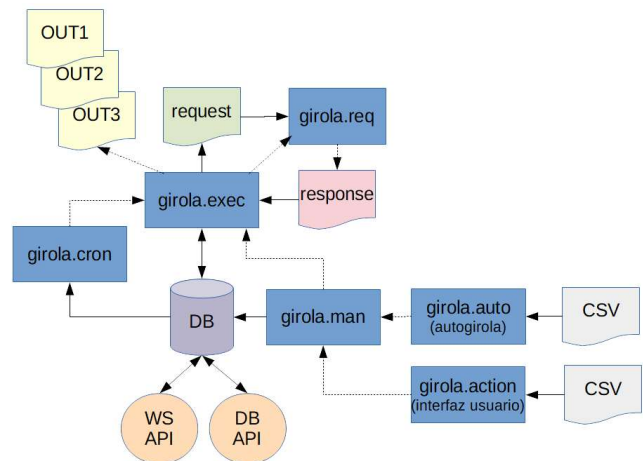 OUT1
OUT2
OUT3
request
girola.req
girola.exec
response
girola.cron
DB
girola.man
girola.auto
(autogirola)
CSV
girola.action
(interfaz usuario)
CSV
WS
API
DB
API